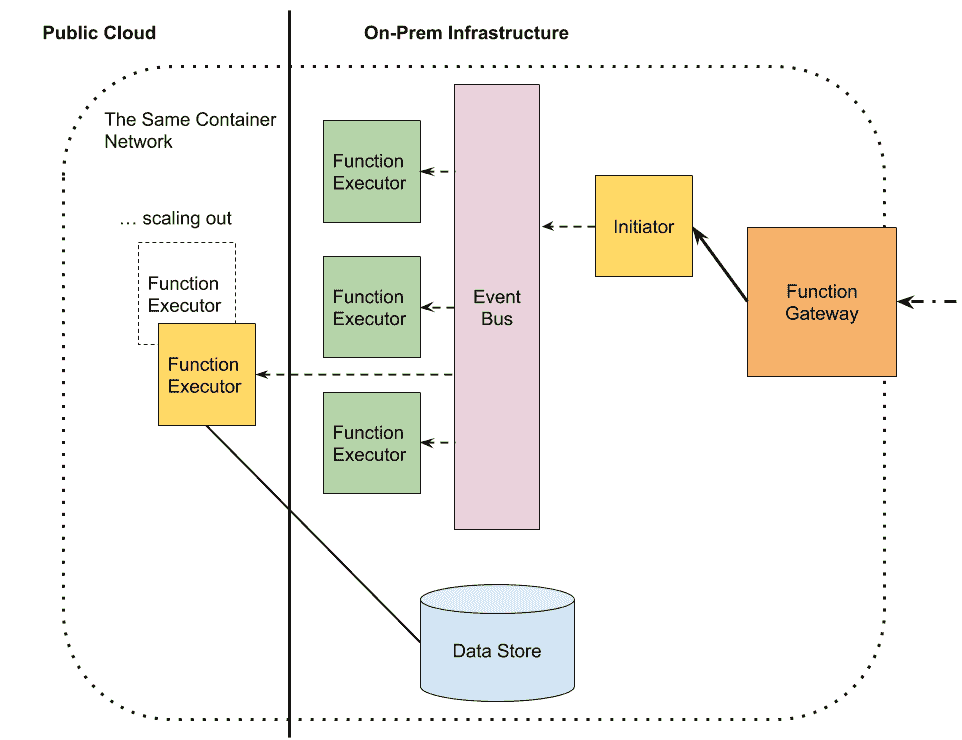 Public Cloud
On-Prem Infrastructure
The Same Container
Network
… scaling out
Function
Executor
Function
Executor
Function
Executor
Function
Executor
Function
Executor
Event
Bus
Initiator
Function
Gateway
Data Store